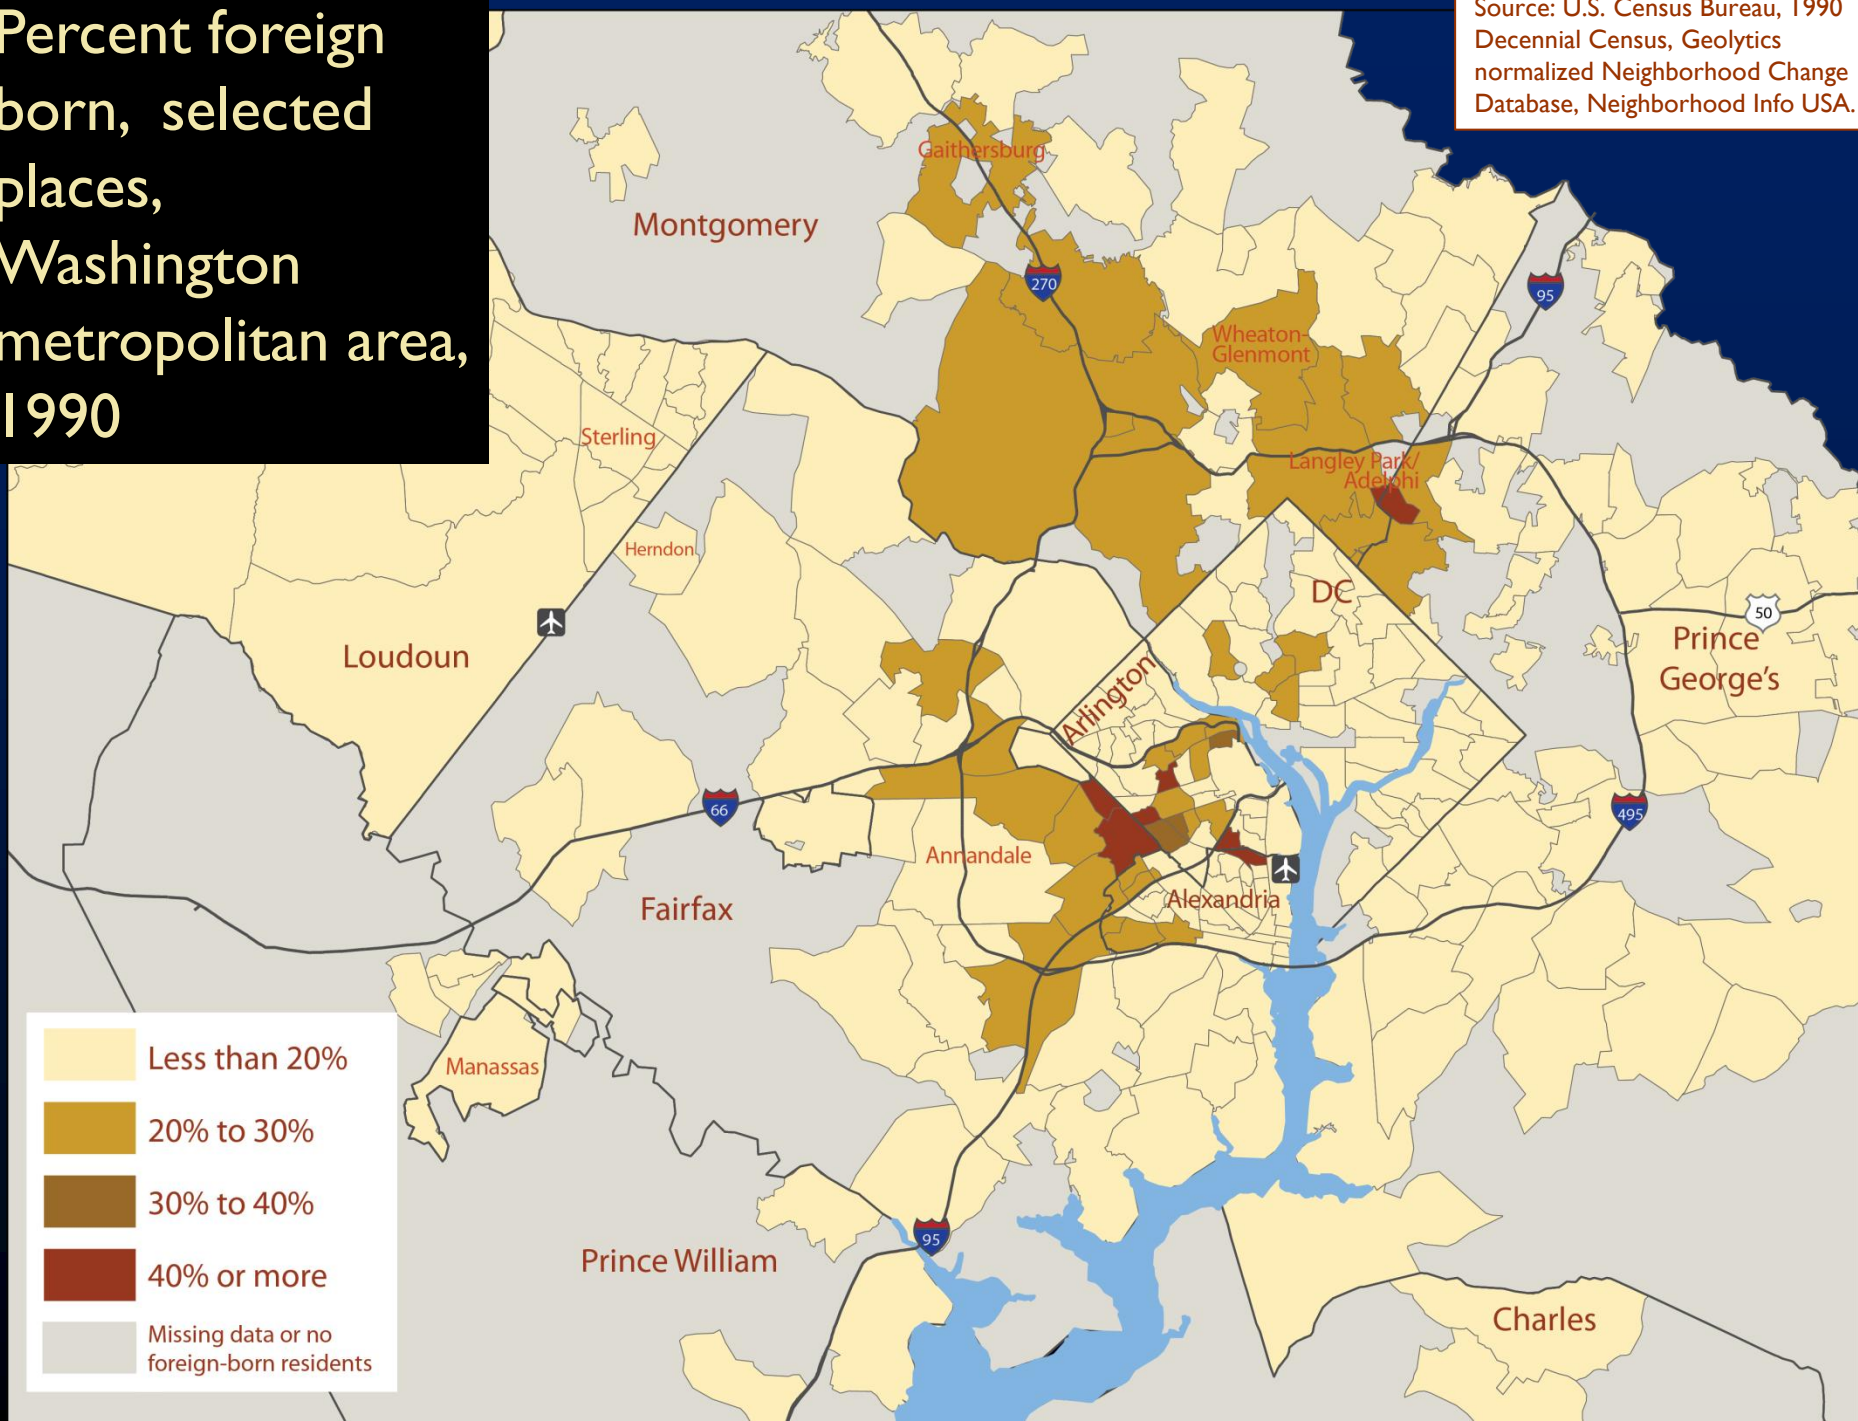 Percent foreign
born, selected
places,
Washington
metropolitan area,
1990
Source: U.S. Census Bureau, 1990
Decennial Census, Geolytics
normalized Neighborhood Change
Database, Neighborhood Info USA.
Gaithersburg
Montgomery
270
95
Wheaton-
Glenmont
Sterling
Langley Park/
Adelphi
Herndon
DC
50
Prince
George's
Loudoun
Arlington
66
495
Annandale
Alexandria
Fairfax
Manassas
95
Prince William
Charles
Less than 20%
20% to 30%
30% to 40%
40% or more
Missing data or no
foreign-born residents